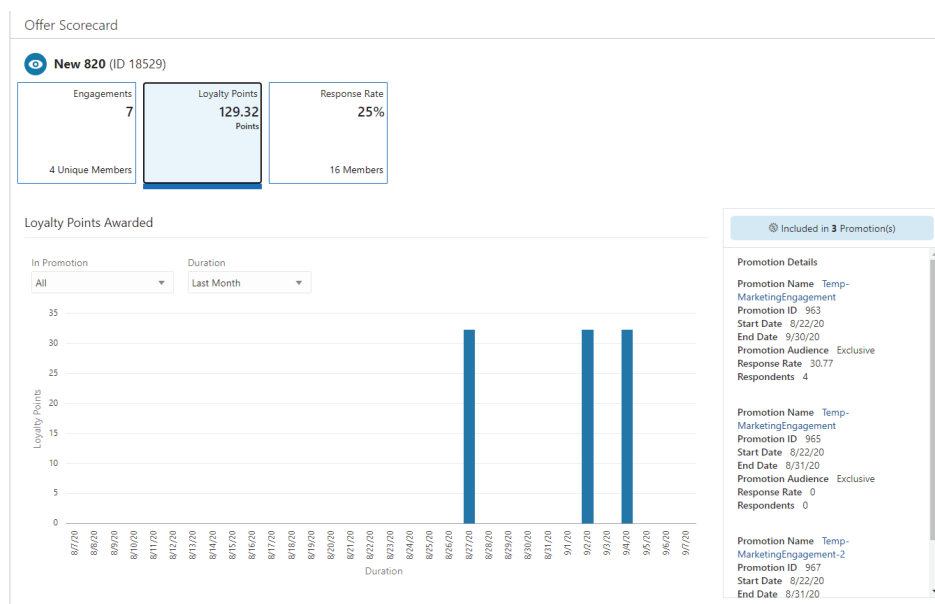 Offer Scorecard
New 820 (ID 18529)
Engagements
7
4 Unique Members
Loyalty Points
129.32
Points
Response Rate
25%
16 Members
Loyalty Points Awarded
In Promotion
All
Duration
Last Month
35
30
25
20
15
10
5
0
Loyalty Points
8/7/20
8/8/20
8/9/20
8/10/20
8/11/20
8/12/20
8/13/20
8/14/20
8/15/20
8/16/20
8/17/20
8/18/20
8/19/20
8/20/20
8/21/20
8/22/20
8/23/20
8/24/20
8/25/20
8/26/20
8/27/20
8/28/20
8/29/20
8/30/20
8/31/20
9/1/20
9/2/20
9/3/20
9/4/20
9/5/20
9/6/20
9/7/20
Duration
Included in 3 Promotion(s)
Promotion Details
Promotion Name Temp-
MarketingEngagement
Promotion ID 963
Start Date 8/22/20
End Date 9/30/20
Promotion Audience Exclusive
Response Rate 30.77
Respondents 4
Promotion Name Temp-
MarketingEngagement
Promotion ID 965
Start Date 8/22/20
End Date 8/31/20
Promotion Audience Exclusive
Response Rate 0
Respondents 0
Promotion Name Temp-
MarketingEngagement-2
Promotion ID 967
Start Date 8/22/20
End Date 8/31/20